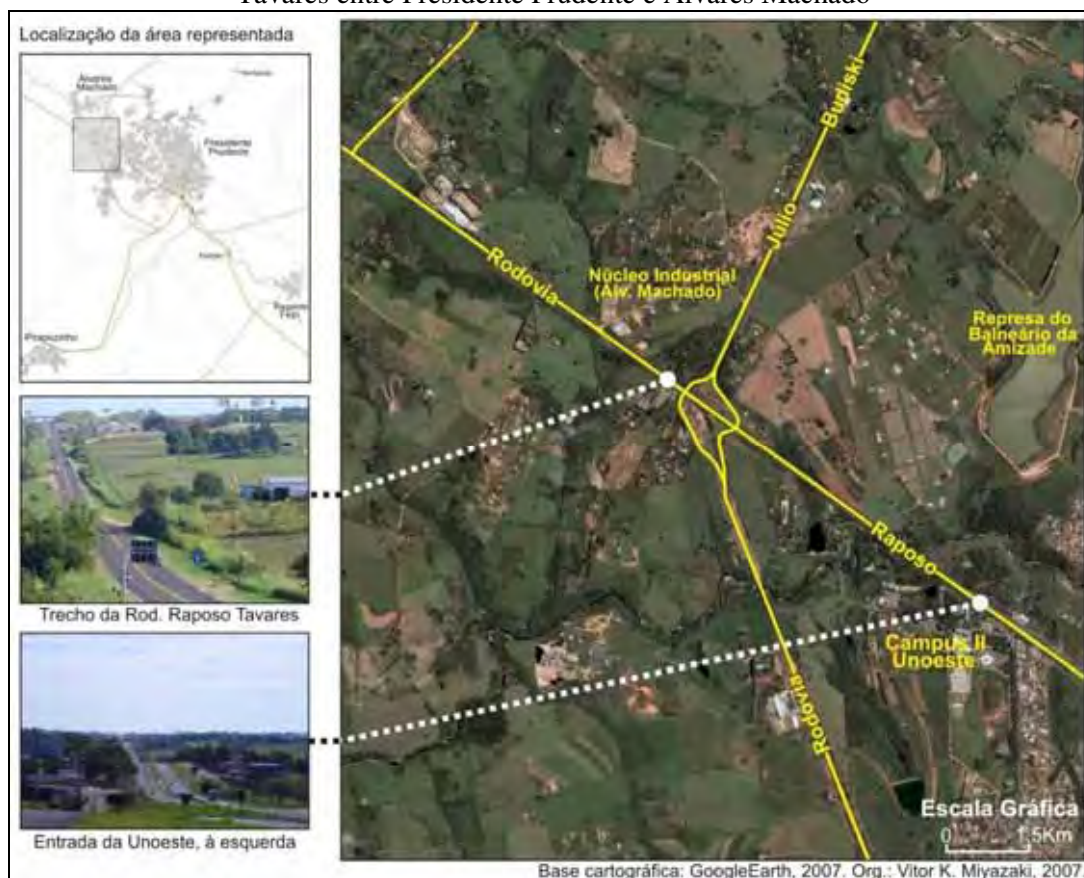 Tavares entre Presidente Prudente e Álvares Machado
Localização da área representada
Álvares
Machado
Presidente
Prudente
Pirapozinho
Trecho da Rod. Raposo Tavares
Entrada da Unoeste, à esquerda
Rodovia
Julio
Budiski
Núcleo Industrial
(Álv. Machado)
Represa do
Balneário da
Amizade
Raposo
Campus II
Unoeste
Rodovia
Escala Gráfica
0 1,5Km
Base cartográfica: GoogleEarth, 2007. Org.: Vitor K. Miyazaki, 2007.